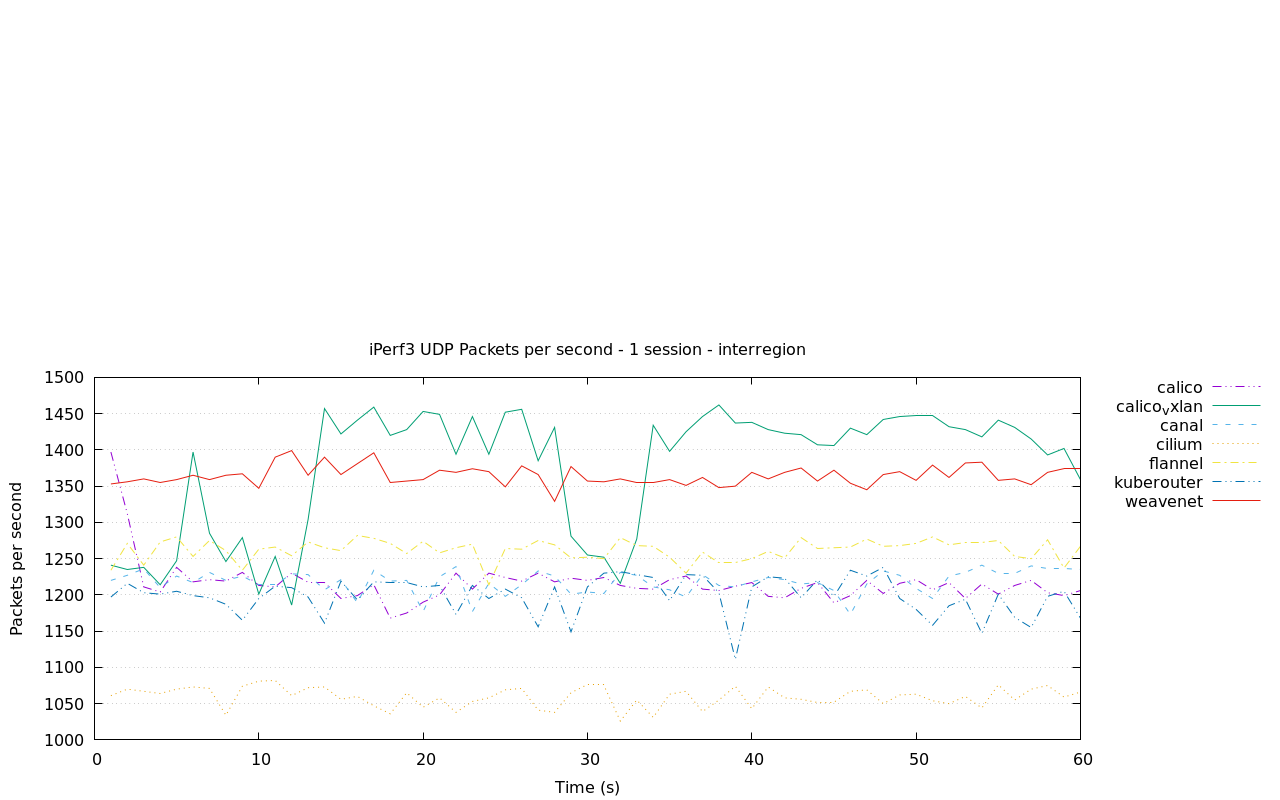 iPerf3 UDP Packets per second - 1 session - interregion
1500
1450
1400
1350
1300
1250
1200
1150
1100
1050
1000
Packets per second
0 10 20 30 40 50 60
Time (s)
calico
calicovxlan
canal
cilium
flannel
kuberouter
weavenet